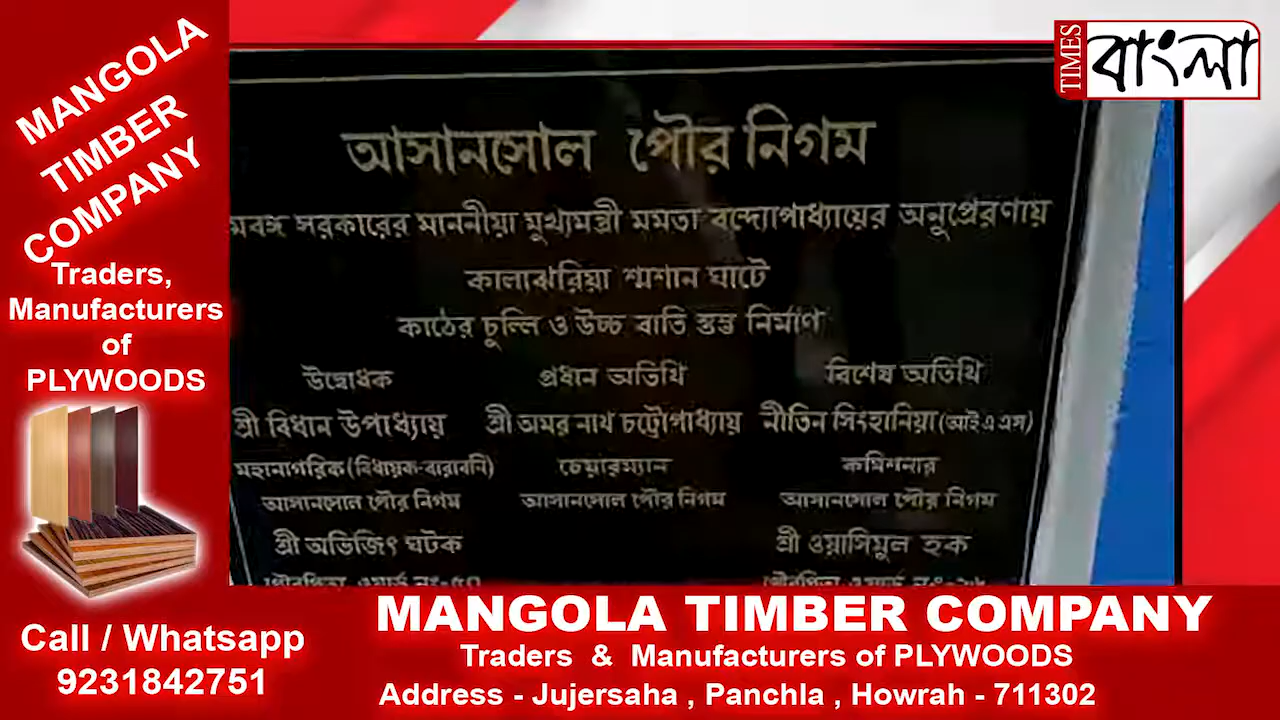 MANGOLA
TIMBER
COMPANY
Traders,
Manufacturers
of
PLYWOODS
Call / Whatsapp
9231842751
TIMES বাংলা
আসানসোল পৌর নিগম
মবঙ্গ সরকারের মাননীয়া মুখ্যমন্ত্রী মমতা বন্দ্যোপাধ্যায়ের অনুপ্রেরণায়
কালাঝরিয়া শ্মশান ঘাটে
কাঠের চুল্লি ও উচ্চ বাতি স্তম্ভ নির্মাণ
উদ্বোধক প্রধান অতিথি বিশেষ অতিথি
শ্রী বিধান উপাধ্যায় শ্রী অমর নাথ চট্টোপাধ্যায় নীতিন সিংহানিয়া (আই এ এস)
মহানাগরিক (বিধায়ক-বারাবনি) চেয়ারম্যান কমিশনার
আসানসোল পৌর নিগম আসানসোল পৌর নিগম আসানসোল পৌর নিগম
শ্রী অভিজিৎ ঘটক শ্রী ওয়াসিমুল হক
MANGOLA TIMBER COMPANY
Traders & Manufacturers of PLYWOODS
Address - Jujersaha , Panchla , Howrah - 711302